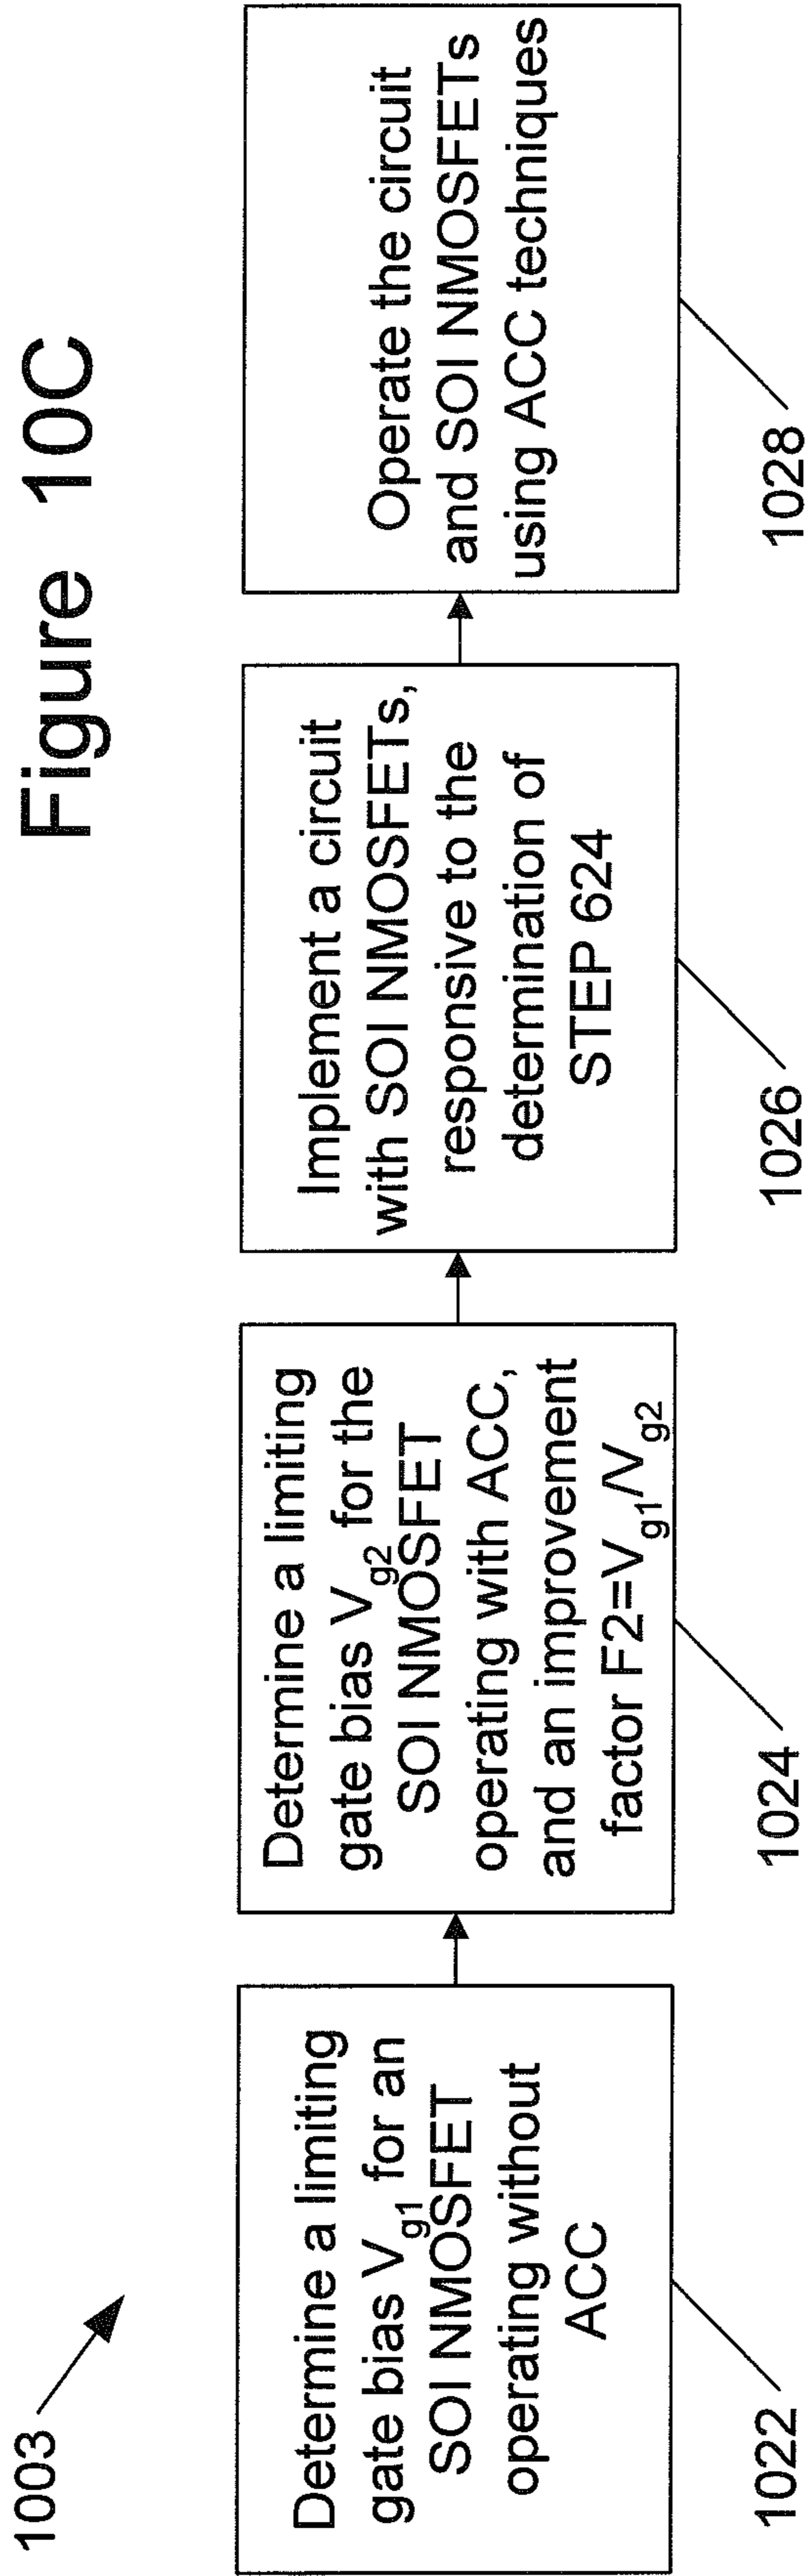 Figure 10C
1003
Determine a limiting
gate bias Vg1 for an
SOI NMOSFET
operating without
ACC
1022
Determine a limiting
gate bias Vg2 for the
SOI NMOSFET
operating with ACC,
and an improvement
factor F2=Vg1/Vg2
1024
Implement a circuit
with SOI NMOSFETs,
responsive to the
determination of
STEP 624
1026
Operate the circuit
and SOI NMOSFETs
using ACC techniques
1028